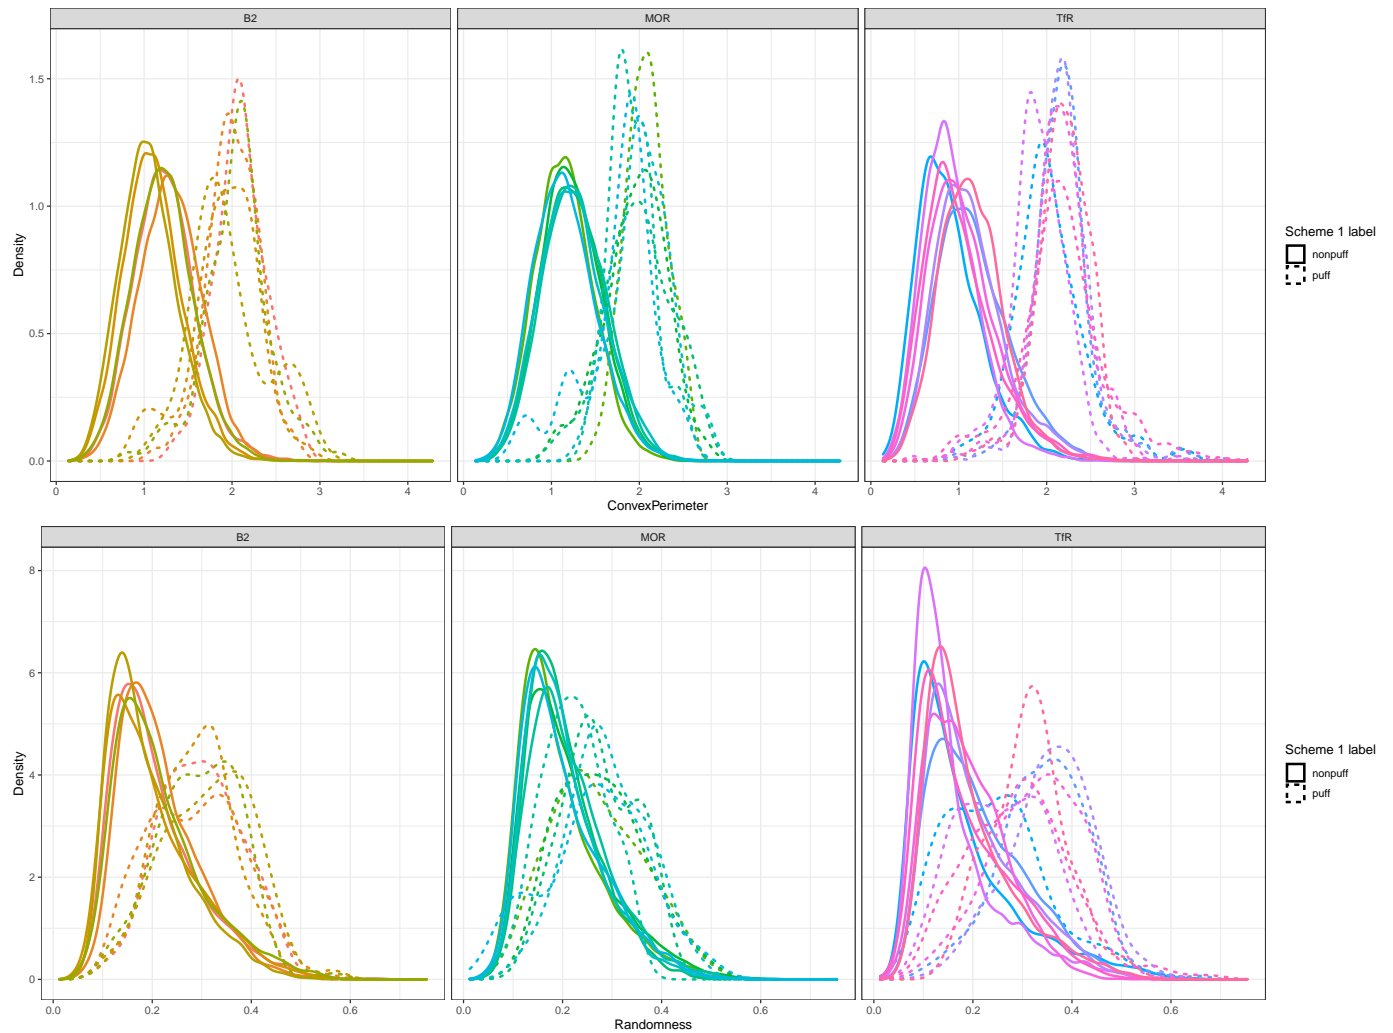 B2 MOR TfR
1.5
1.0
0.5
0.0
Density
0 1 2 3 4 0 1 2 3 4 0 1 2 3 4
ConvexPerimeter
Scheme 1 label
nonpuff
puff
B2 MOR TfR
8
6
4
2
0
Density
0.0 0.2 0.4 0.6 0.0 0.2 0.4 0.6 0.0 0.2 0.4 0.6
Randomness
Scheme 1 label
nonpuff
puff